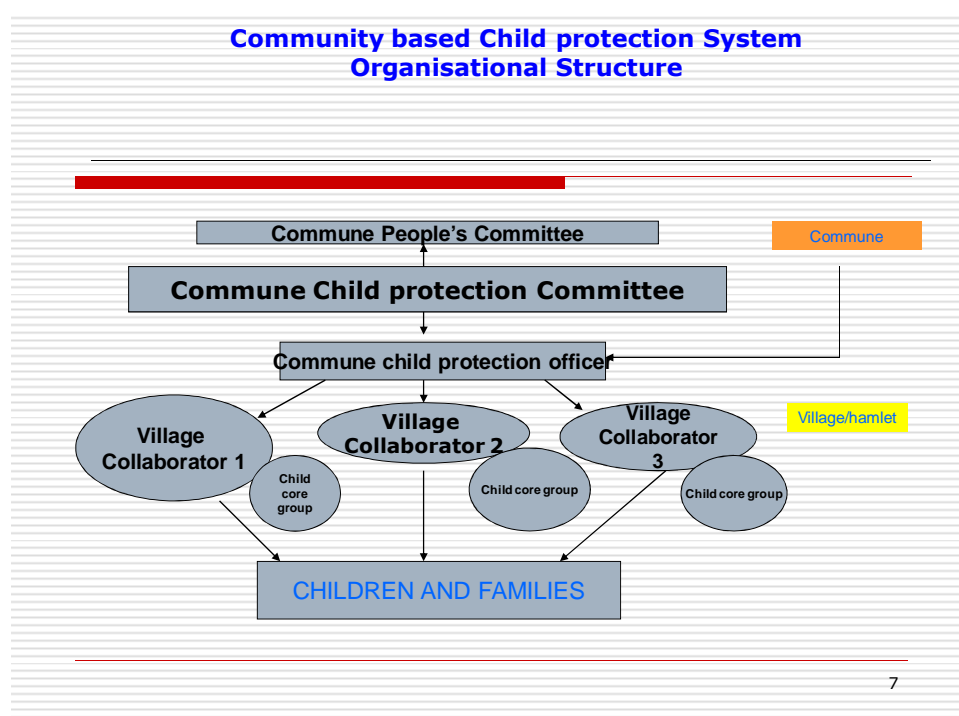 Community based Child protection System
Organisational Structure
Commune People's Committee
Commune
Commune Child protection Committee
Commune child protection officer
Village
Collaborator 1
Village
Collaborator 2
Village
Collaborator
3
Village/hamlet
Child
core
group
Child core group
Child core group
CHILDREN AND FAMILIES
7